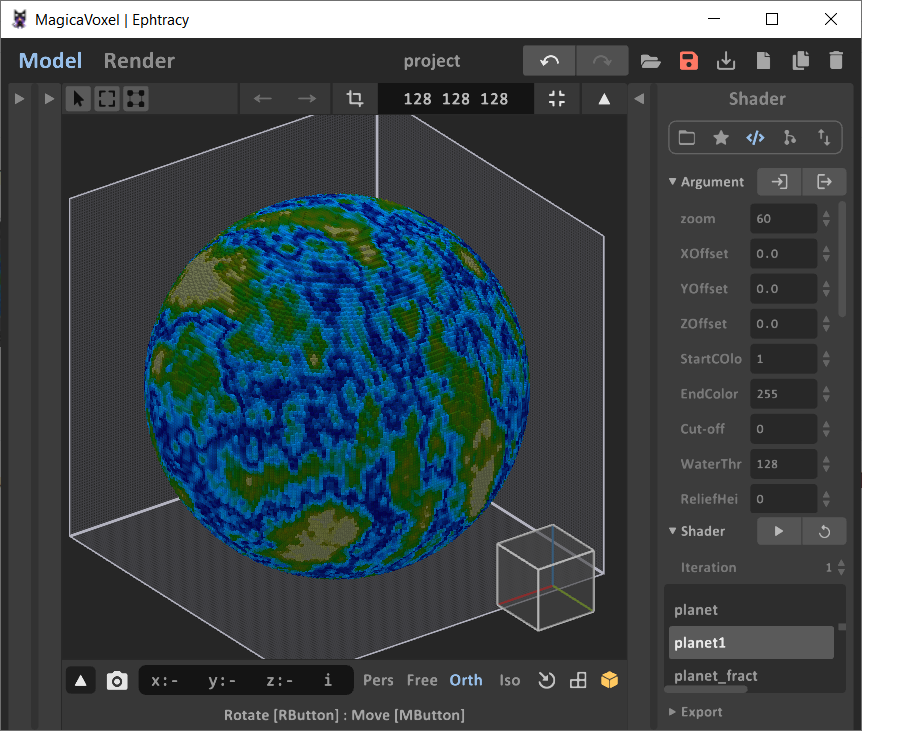 MagicaVoxel | Ephtracy
Model Render project
128 128 128 Shader
</>
Argument
zoom 60
XOffset 0.0
YOffset 0.0
ZOffset 0.0
StartCOlo 1
EndColor 255
Cut-off 0
WaterThr 128
ReliefHei 0
Shader
Iteration 1
planet
planet1
planet_fract
x:- y:- z:- i Pers Free Orth Iso
Export
Rotate [RButton] : Move [MButton]